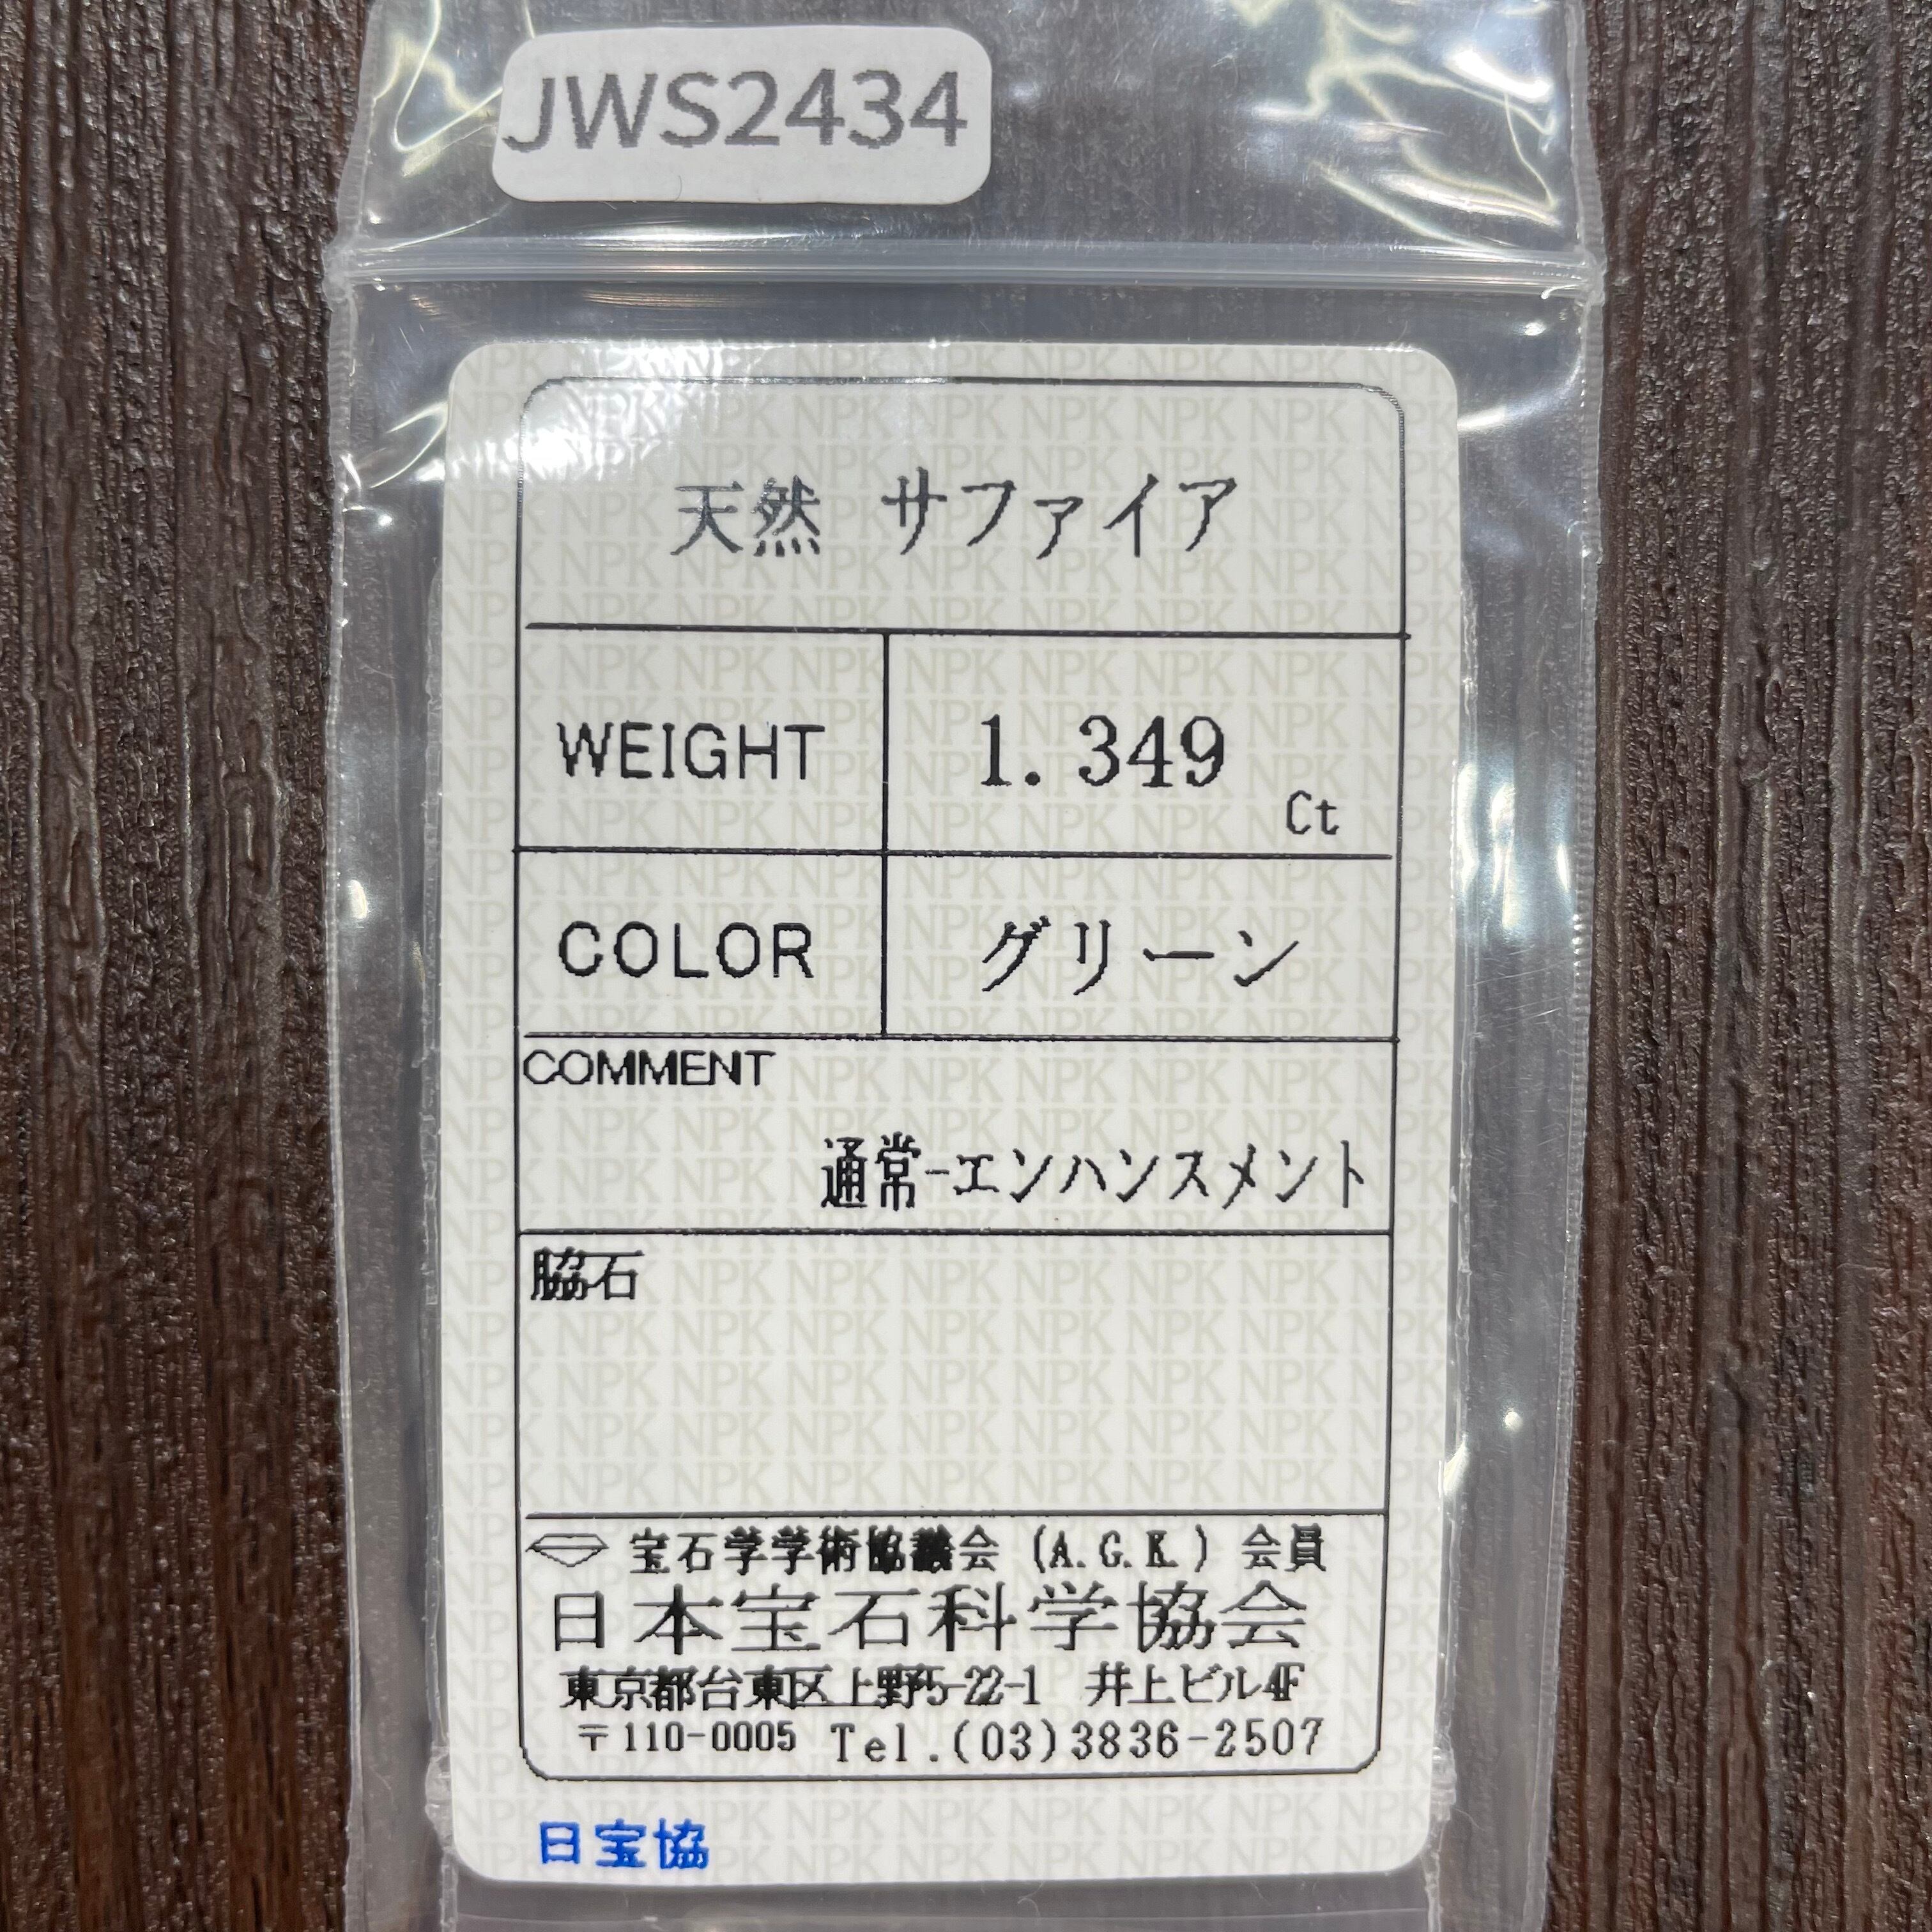 JWS2434
天然 サファイア
WEIGHT 1.349 Ct
COLOR グリーン
COMMENT
通常-エンハンスメント
脇石
宝石学学術協議会 (A.G.K.) 会員
日本宝石科学協会
東京都台東区上野5-22-1 井上ビル4F
〒110-0005 Tel.(03)3836-2507
日宝協